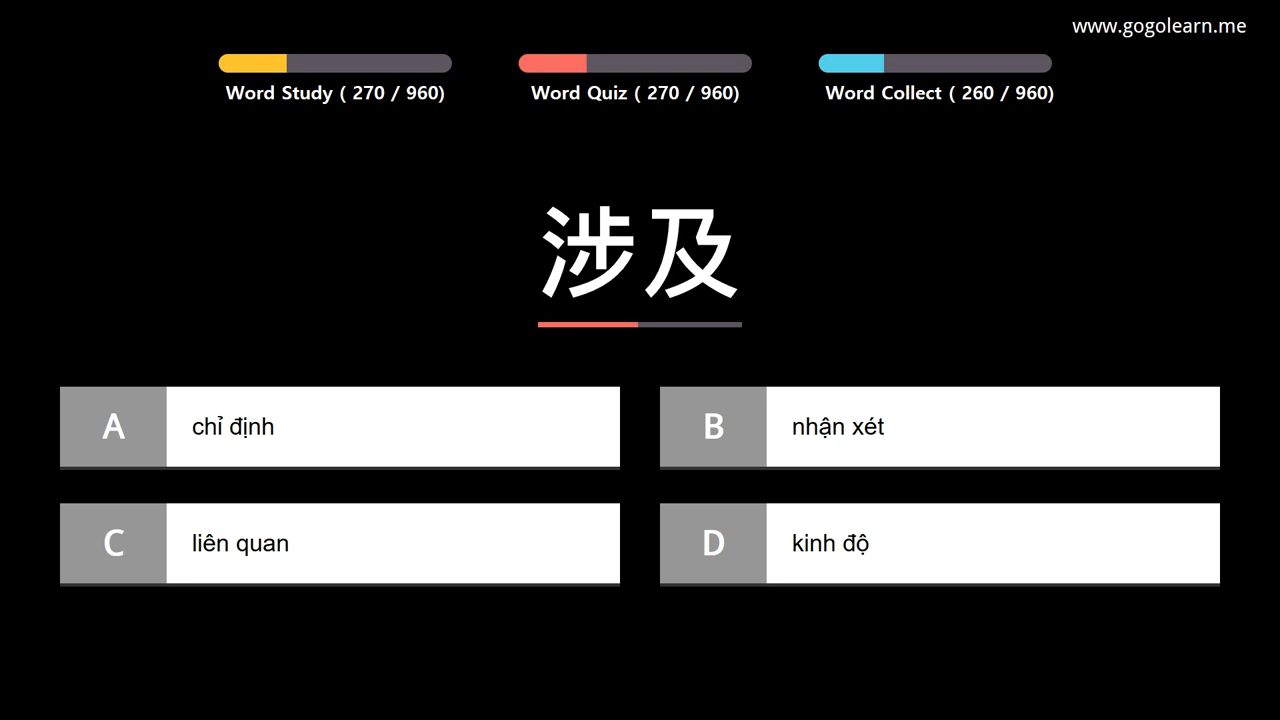 www.gogolearn.me
Word Study ( 270 / 960)
Word Quiz ( 270 / 960)
Word Collect ( 260 / 960)
涉及
A
chỉ định
B
nhận xét
C
liên quan
D
kinh độ